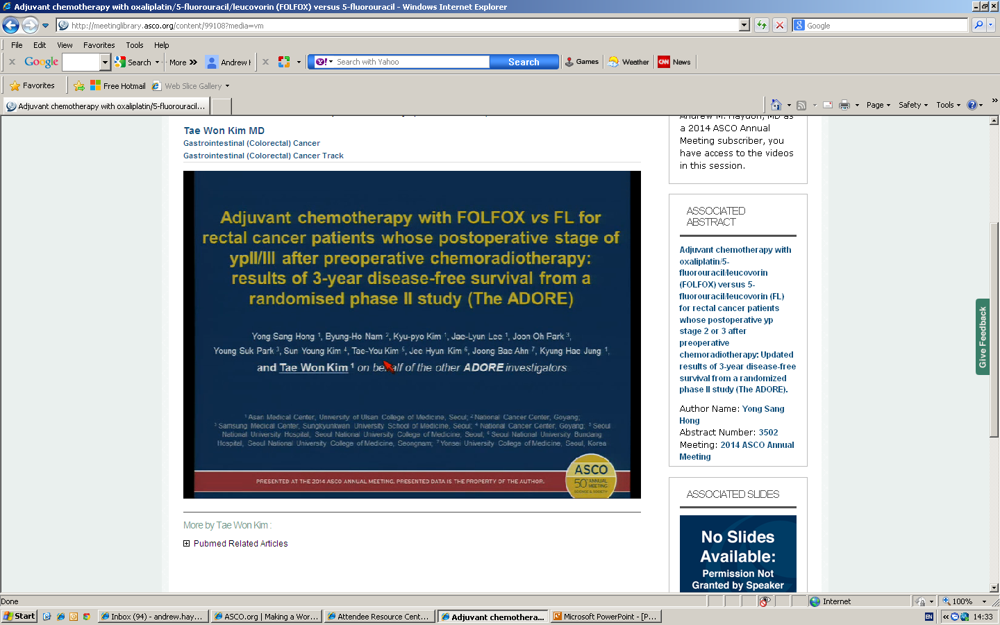 Adjuvant chemotherapy with oxaliplatin/5-fluorouracil/leucovorin (FOLFOX) versus 5-fluorouracil - Windows Internet Explorer
http://meetinglibrary.asco.org/content/99108?media=vm
Google
File Edit View Favorites Tools Help
Google Search More » Andrew Search with Yahoo Search Games Weather CNN News
Favorites Free Hotmail Web Slice Gallery
Adjuvant chemotherapy with oxaliplatin/5-fluorouracil... Page Safety Tools »
Tae Won Kim MD
Gastrointestinal (Colorectal) Cancer
Gastrointestinal (Colorectal) Cancer Track
Adjuvant chemotherapy with FOLFOX vs FL for
rectal cancer patients whose postoperative stage of
ypII/III after preoperative chemoradiotherapy:
results of 3-year disease-free survival from a
randomised phase II study (The ADORE)
Yong Sang Hong 1, Byung-Ho Nam 2, Kyu-pyo Kim 1, Jae-Lyun Lee 1, Joon Oh Park 3,
Young Suk Park 3, Sun Young Kim 4, Tae-You Kim 5, Jee Hyun Kim 6, Joong Bae Ahn 7, Kyung Hae Jung 1,
and Tae Won Kim 1 on behalf of the other ADORE investigators
1 Asan Medical Center, University of Ulsan College of Medicine, Seoul; 2 National Cancer Center, Goyang;
3 Samsung Medical Center, Sungkyunkwan University School of Medicine, Seoul; 4 National Cancer Center, Goyang; 5 Seoul
National University Hospital, Seoul National University College of Medicine, Seoul; 6 Seoul National University Bundang
Hospital, Seoul National University College of Medicine, Seongnam; 7 Yonsei University College of Medicine, Seoul, Korea
PRESENTED AT THE 2014 ASCO ANNUAL MEETING. PRESENTED DATA IS THE PROPERTY OF THE AUTHOR.
ASCO
50TH ANNUAL
MEETING
SCIENCE & SOCIETY
More by Tae Won Kim :
Pubmed Related Articles
Andrew M. Haydon, MD as
a 2014 ASCO Annual
Meeting subscriber, you
have access to the videos
in this session.
ASSOCIATED
ABSTRACT
Adjuvant chemotherapy with
oxaliplatin/5-
fluorouracil/leucovorin
(FOLFOX) versus 5-
fluorouracil/leucovorin (FL)
for rectal cancer patients
whose postoperative yp
stage 2 or 3 after
preoperative
chemoradiotherapy: Updated
results of 3-year disease-free
survival from a randomized
phase II study (The ADORE).
Author Name: Yong Sang
Hong
Abstract Number: 3502
Meeting: 2014 ASCO Annual
Meeting
ASSOCIATED SLIDES
No Slides
Available:
Permission Not
Granted by Speaker
Give Feedback
Done Internet 100%
Start Inbox (94) - andrew.hay... ASCO.org | Making a Wor... Attendee Resource Cent... Adjuvant chemothera... Microsoft PowerPoint - [P... EN « 14:33